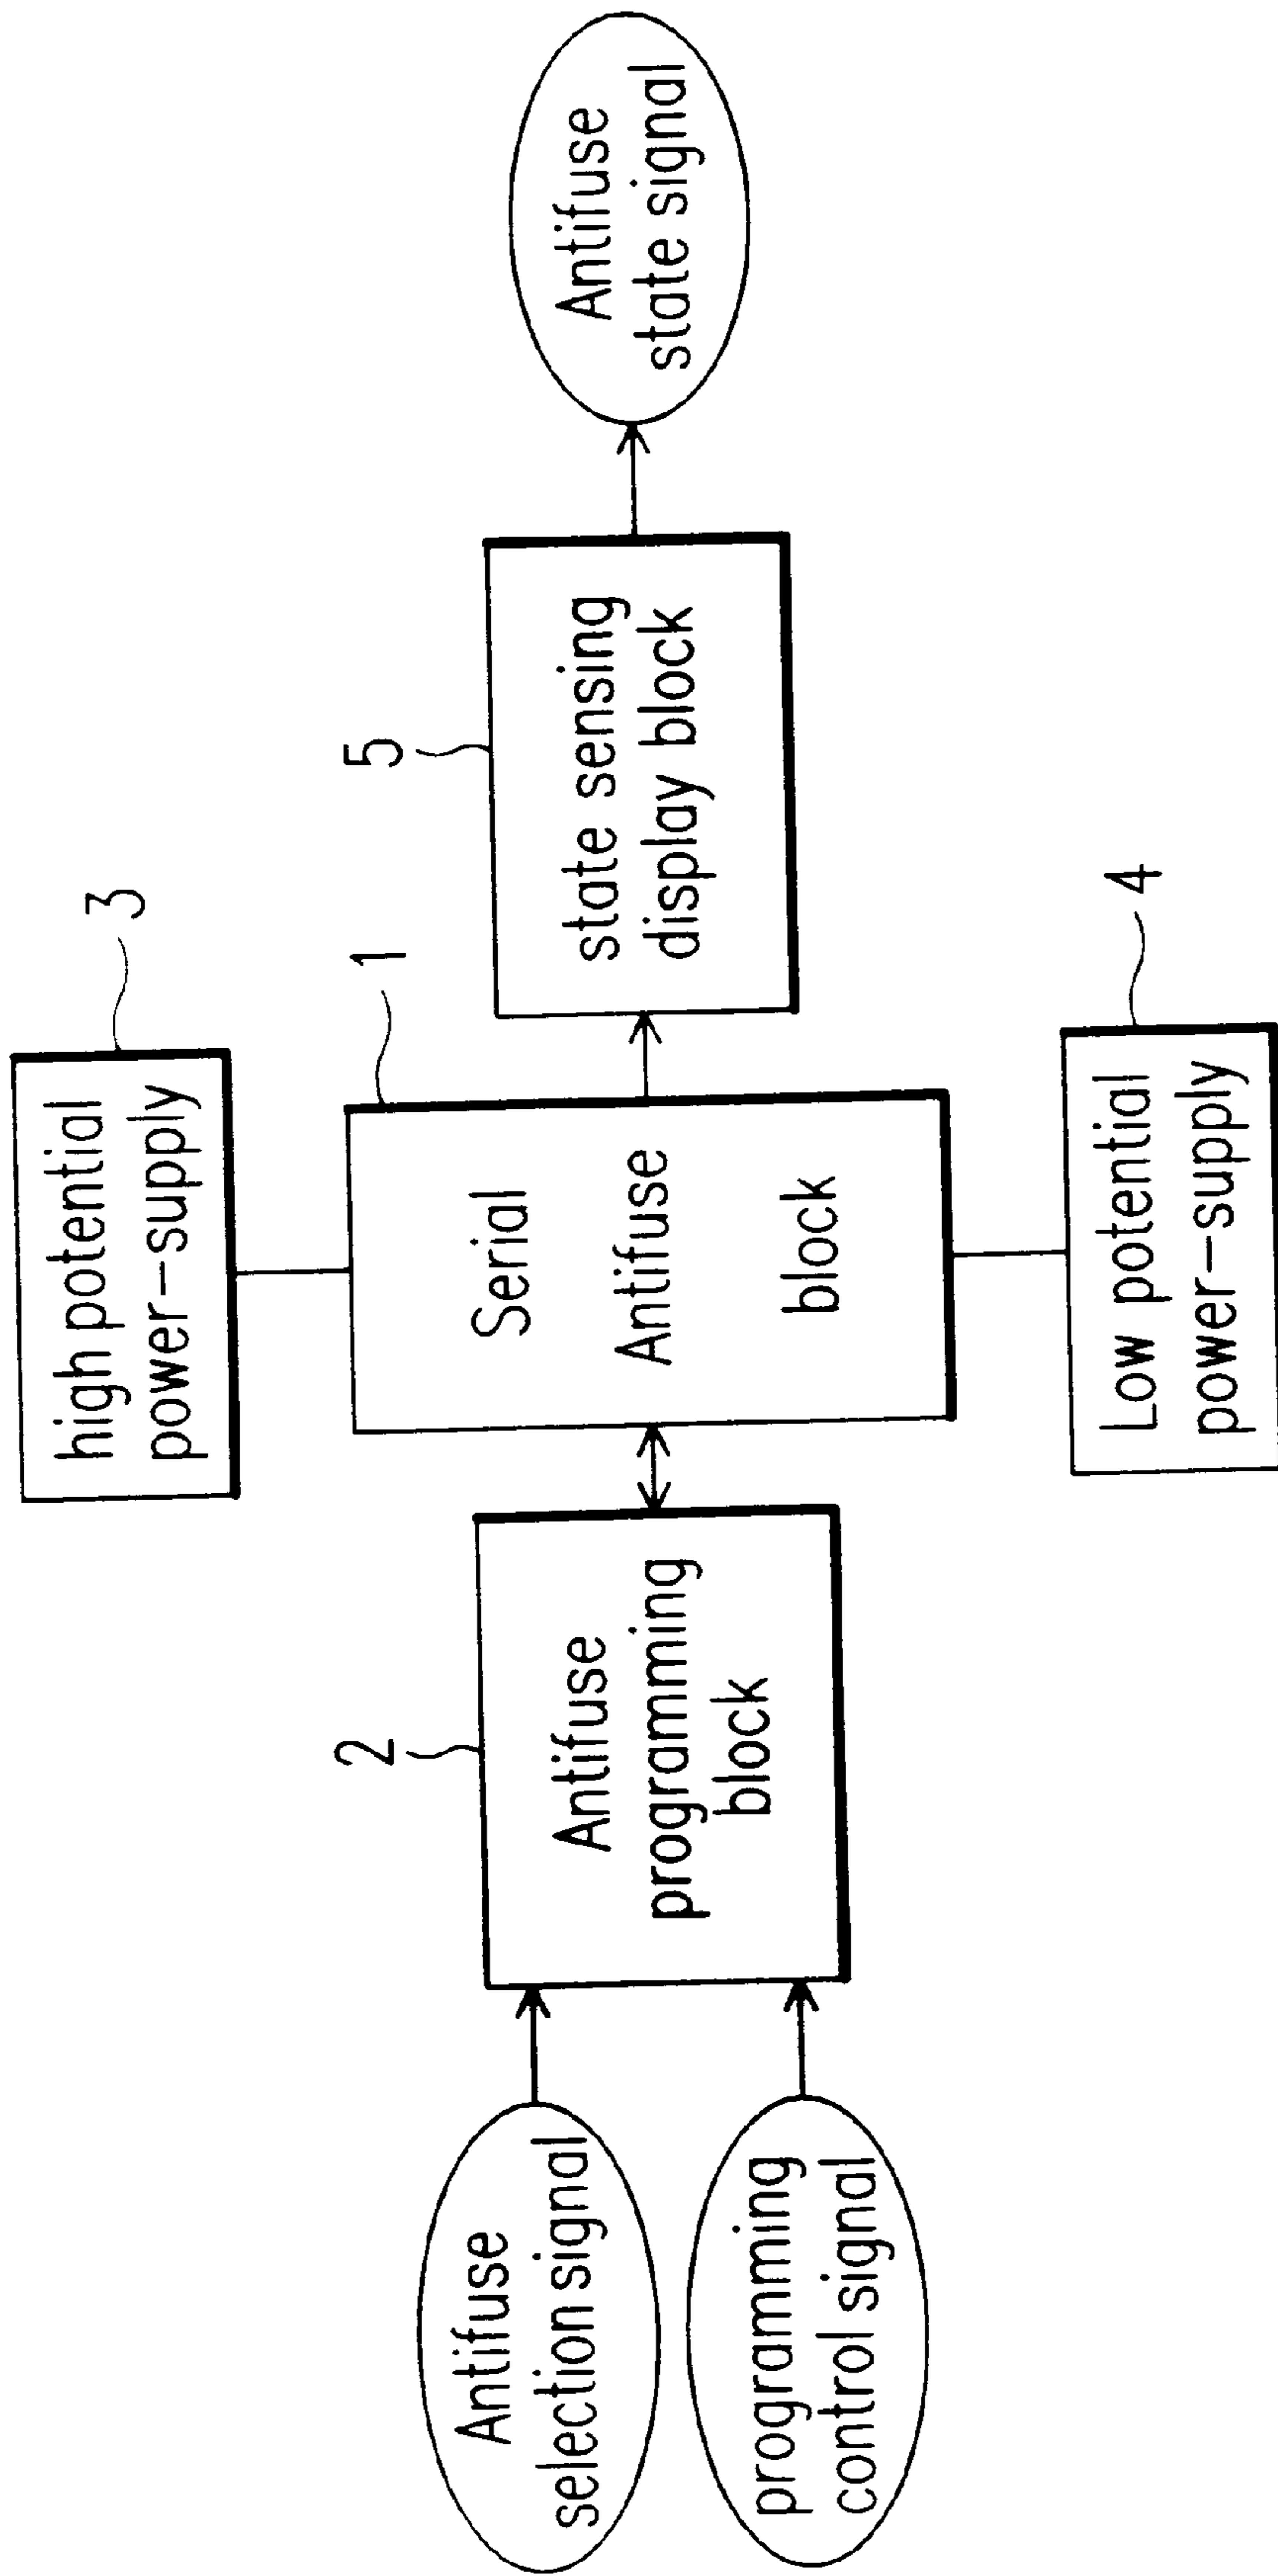 Antifuse
selection signal
programming
control signal
2
Antifuse
programming
block
3
high potential
power-supply
1
Serial
Antifuse
block
4
Low potential
power-supply
5
state sensing
display block
Antifuse
state signal